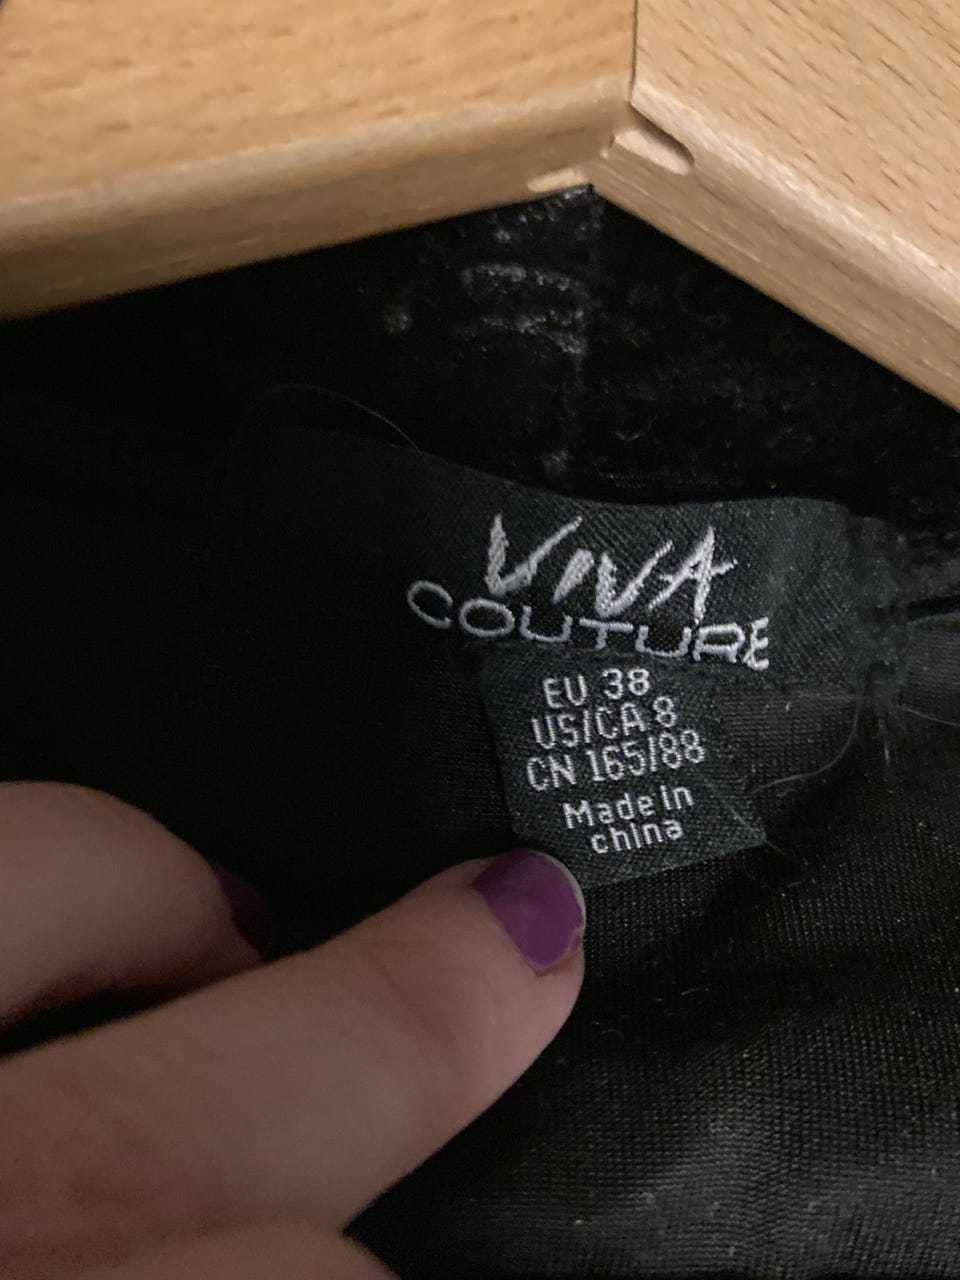 VIVA
COUTURE
EU 38
US/CA 8
CN 165/88
Made In
china